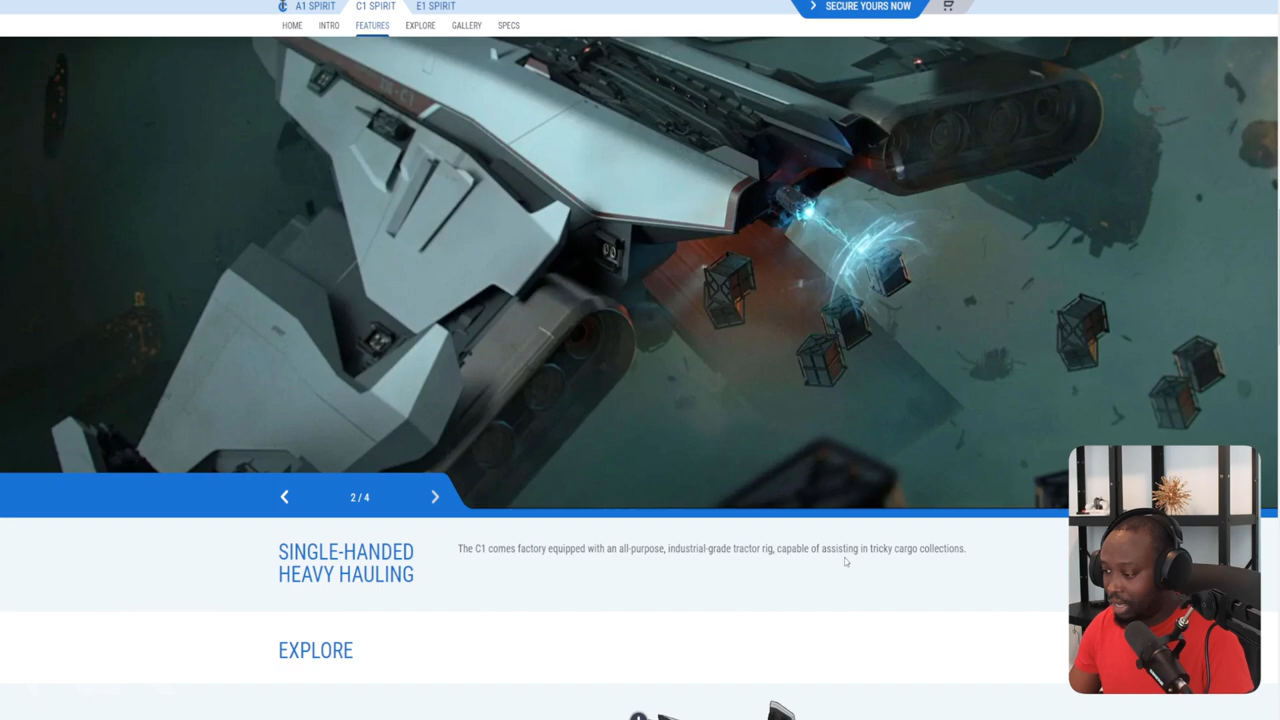 A1 SPIRIT C1 SPIRIT E1 SPIRIT SECURE YOURS NOW
HOME INTRO FEATURES EXPLORE GALLERY SPECS
2 / 4
SINGLE-HANDED
HEAVY HAULING
The C1 comes factory equipped with an all-purpose, industrial-grade tractor rig, capable of assisting in tricky cargo collections.
EXPLORE